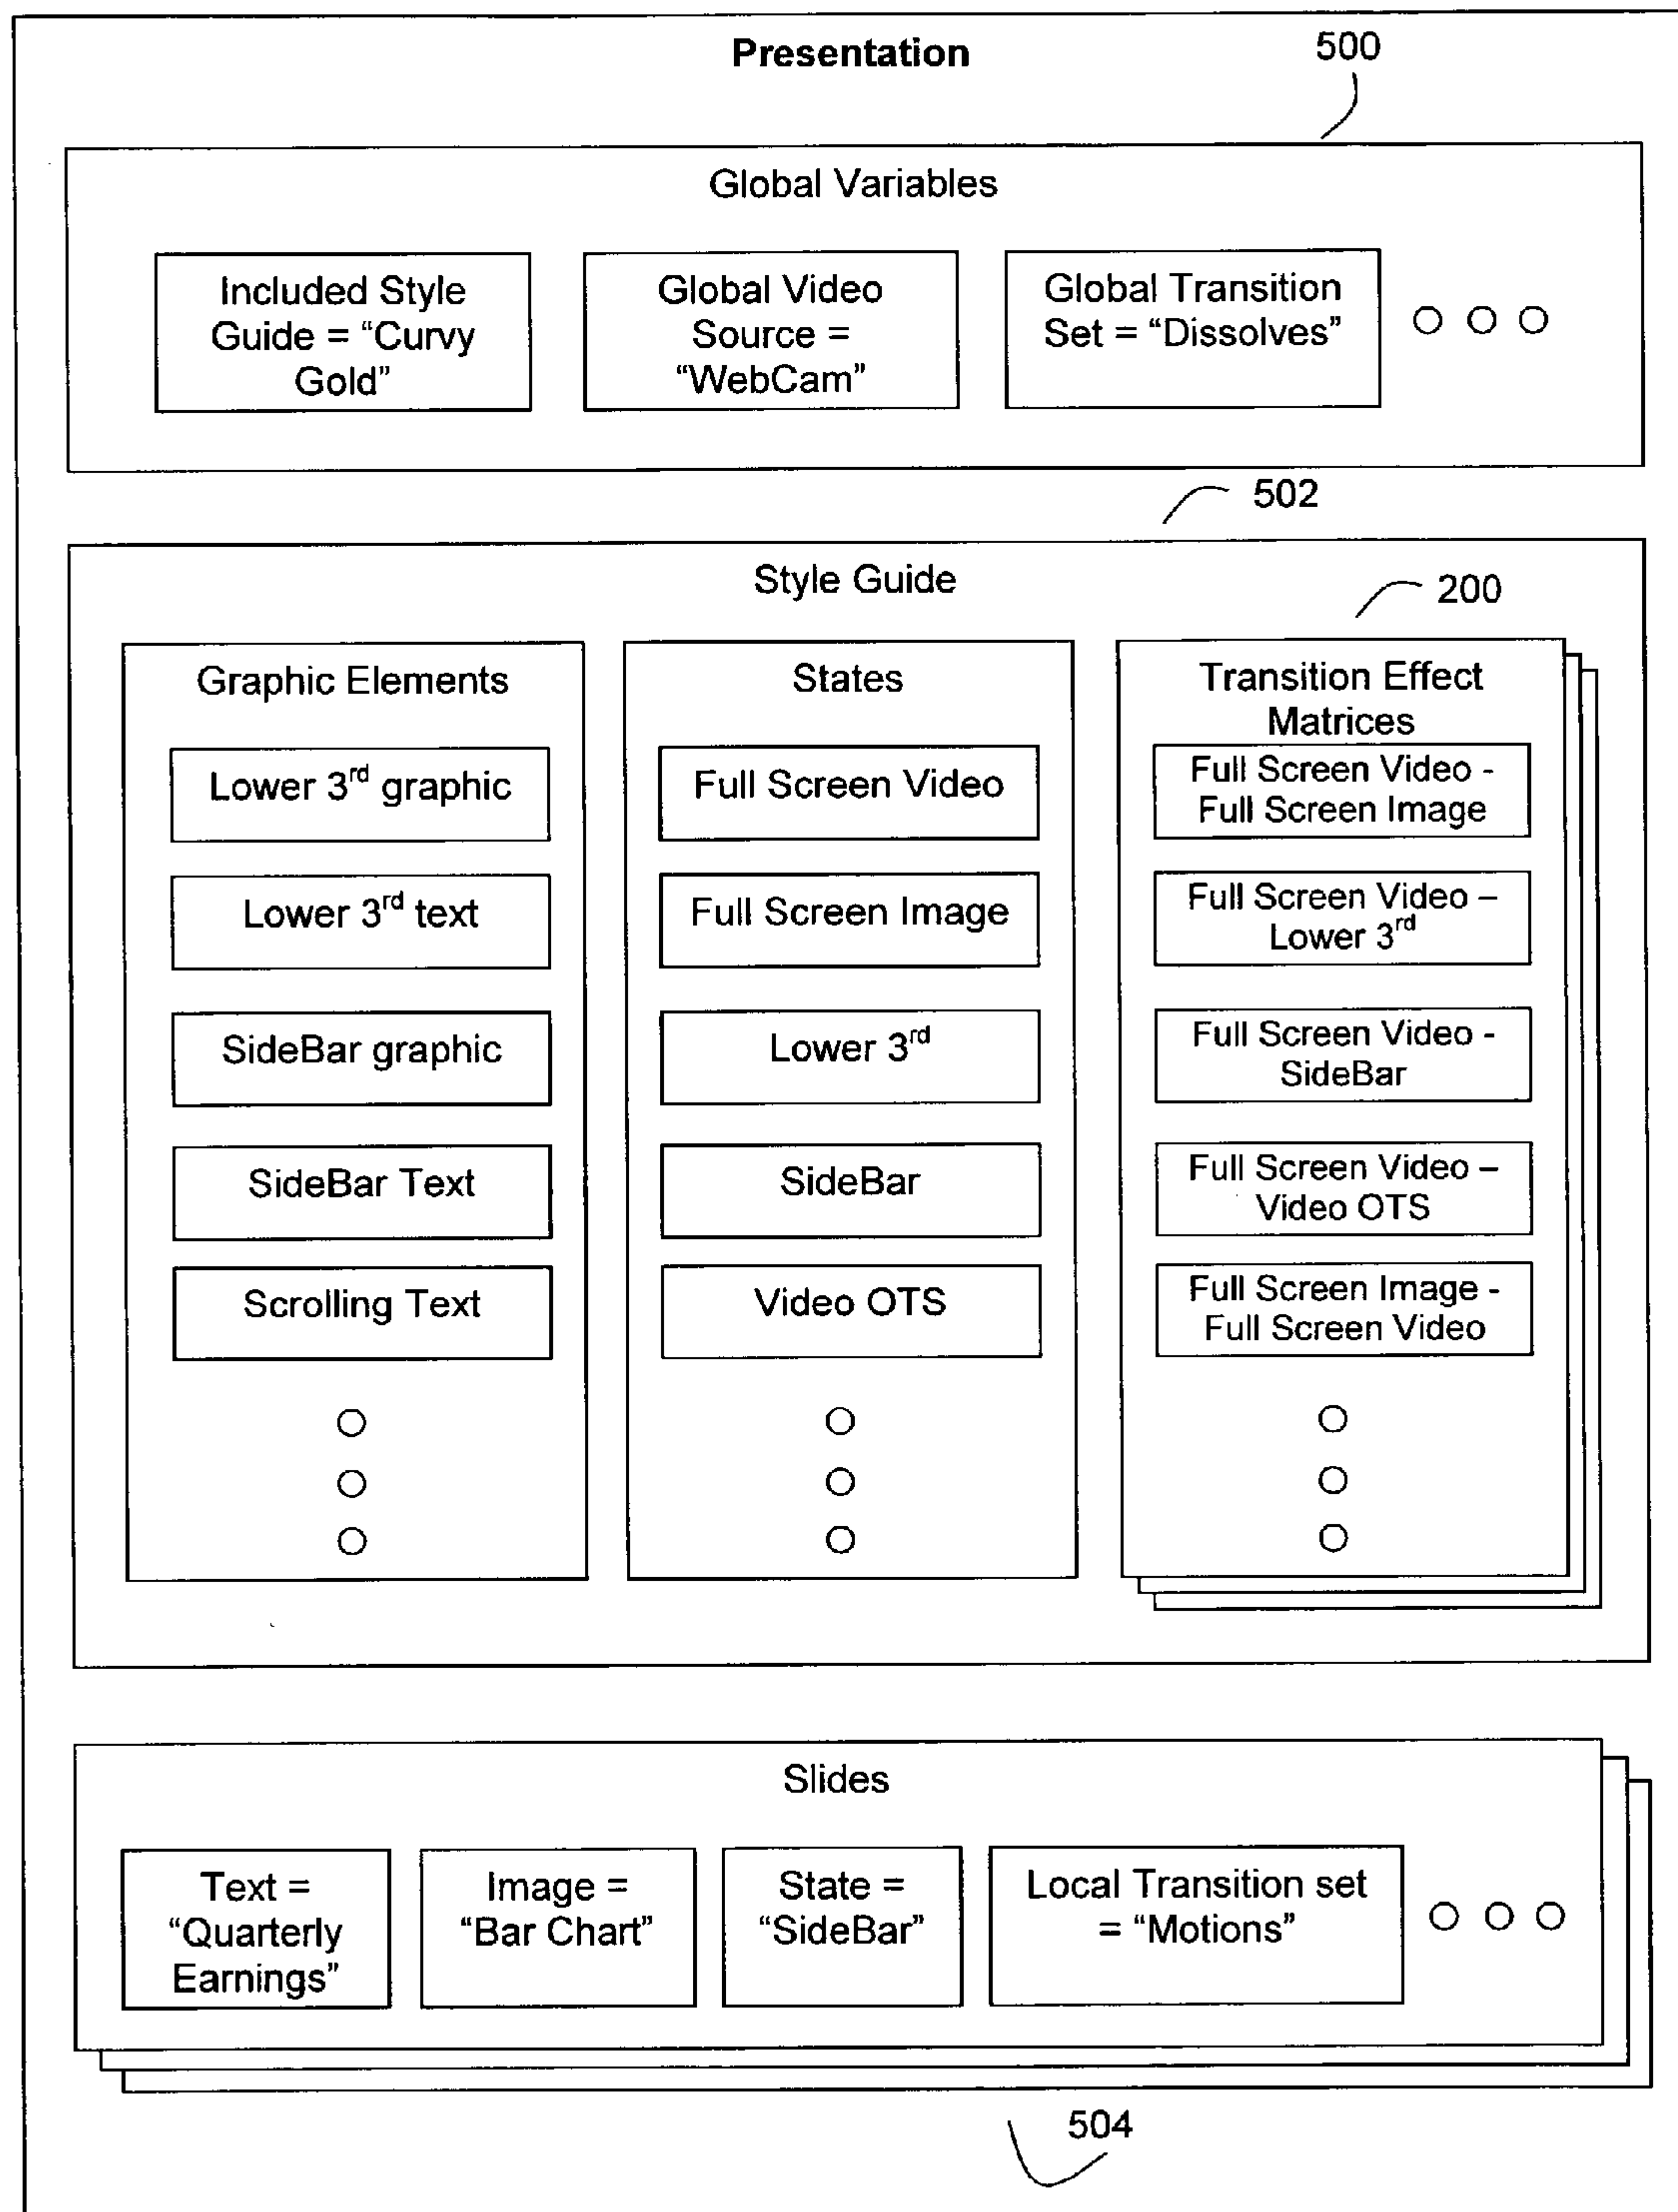 Presentation
500
Global Variables
Included Style
Guide = “Curvy
Gold”
Global Video
Source =
“WebCam”
Global Transition
Set = “Dissolves”
502
Style Guide
200
Graphic Elements
Lower 3rd graphic
Lower 3rd text
SideBar graphic
SideBar Text
Scrolling Text
States
Full Screen Video
Full Screen Image
Lower 3rd
SideBar
Video OTS
Transition Effect
Matrices
Full Screen Video -
Full Screen Image
Full Screen Video –
Lower 3rd
Full Screen Video -
SideBar
Full Screen Video –
Video OTS
Full Screen Image -
Full Screen Video
Slides
Text =
“Quarterly
Earnings”
Image =
“Bar Chart”
State =
“SideBar”
Local Transition set
= “Motions”
504